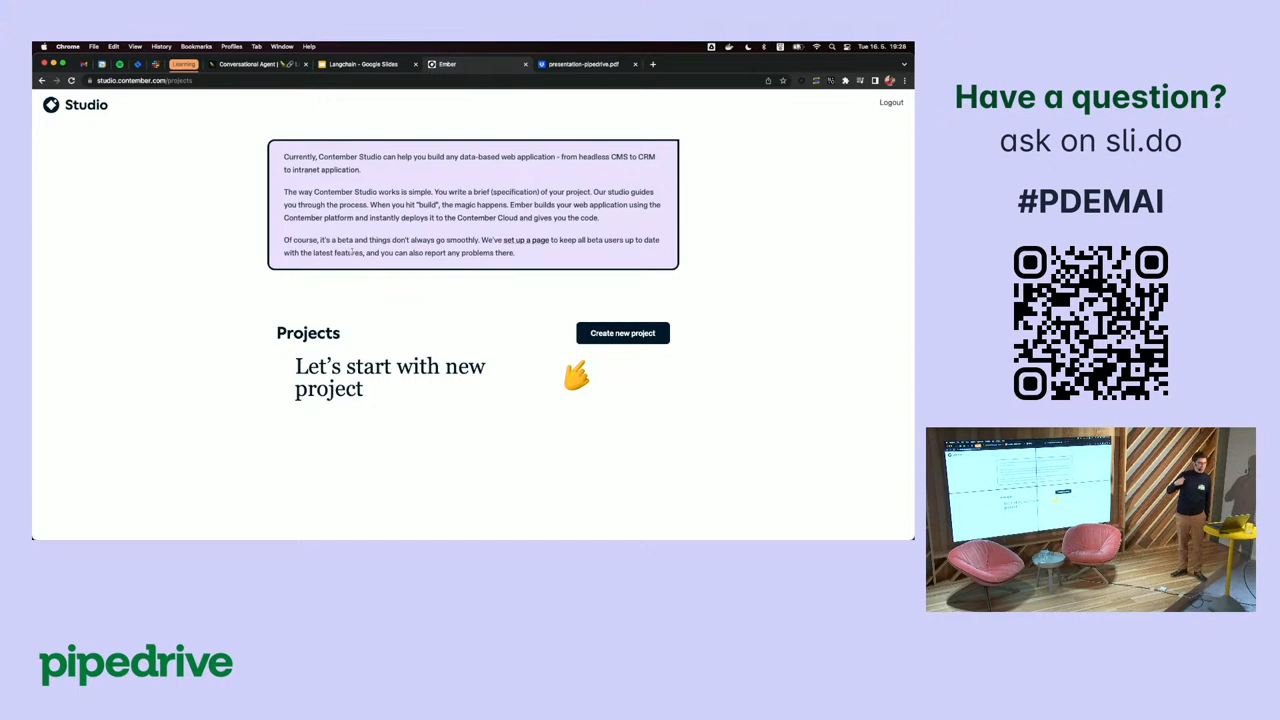 Chrome File Edit View History Bookmarks Profiles Tab Window Help
Tue 16. 5. 19:28
Learning
Conversational Agent
Langchain - Google Slides
Ember
presentation-pipedrive.pdf
studio.contember.com/projects
Studio
Logout
Currently, Contember Studio can help you build any data-based web application - from headless CMS to CRM
to intranet application.
The way Contember Studio works is simple. You write a brief (specification) of your project. Our studio guides
you through the process. When you hit "build", the magic happens. Ember builds your web application using the
Contember platform and instantly deploys it to the Contember Cloud and gives you the code.
Of course, it's a beta and things don't always go smoothly. We've set up a page to keep all beta users up to date
with the latest features, and you can also report any problems there.
Projects
Create new project
Let's start with new
project
Have a question?
ask on sli.do
#PDEMAI
pipedrive